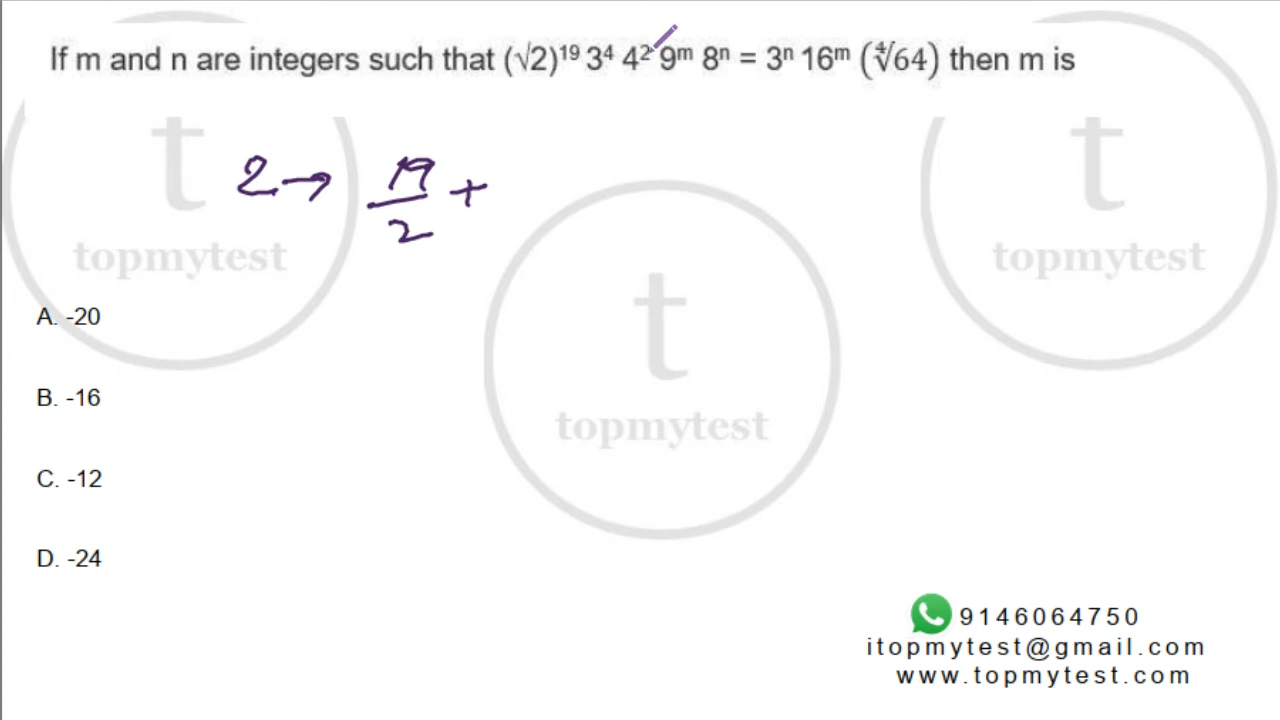 If m and n are integers such that (√2)¹⁹ 3⁴ 4² 9ᵐ 8ⁿ = 3ⁿ 16ᵐ (∜64) then m is
2 → 19/2 +
t
topmytest
t
topmytest
t
topmytest
A. -20
B. -16
C. -12
D. -24
9146064750
itopmytest@gmail.com
www.topmytest.com